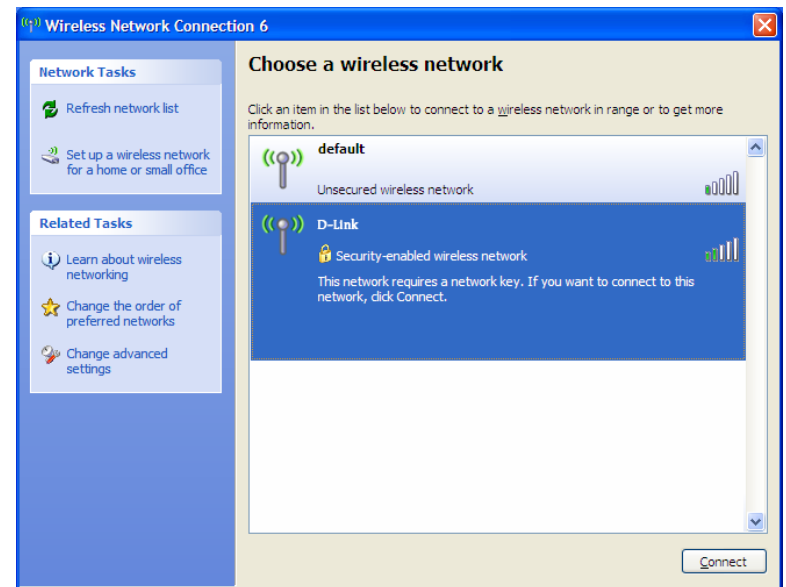 Wireless Network Connection 6
Network Tasks
Refresh network list
Set up a wireless network
for a home or small office
Related Tasks
Learn about wireless
networking
Change the order of
preferred networks
Change advanced
settings
Choose a wireless network
Click an item in the list below to connect to a wireless network in range or to get more
information.
default
Unsecured wireless network
D-Link
Security-enabled wireless network
This network requires a network key. If you want to connect to this
network, click Connect.
Connect